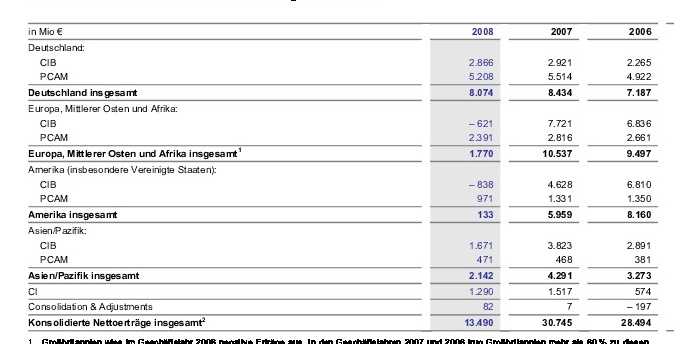 in Mio € 2008 2007 2006
Deutschland:
CIB 2.866 2.921 2.265
PCAM 5.208 5.514 4.922
Deutschland insgesamt 8.074 8.434 7.187
Europa, Mittlerer Osten und Afrika:
CIB – 621 7.721 6.836
PCAM 2.391 2.816 2.661
Europa, Mittlerer Osten und Afrika insgesamt¹ 1.770 10.537 9.497
Amerika (insbesondere Vereinigte Staaten):
CIB – 838 4.628 6.810
PCAM 971 1.331 1.350
Amerika insgesamt 133 5.959 8.160
Asien/Pazifik:
CIB 1.671 3.823 2.891
PCAM 471 468 381
Asien/Pazifik insgesamt 2.142 4.291 3.273
CI 1.290 1.517 574
Consolidation & Adjustments 82 7 – 197
Konsolidierte Nettoerträge insgesamt² 13.490 30.745 28.494
1 Großbritannien wies im Geschäftsjahr 2008 negative Erträge aus. In den Geschäftsjahren 2007 und 2006 trug Großbritannien mehr als 60 % zu diesen